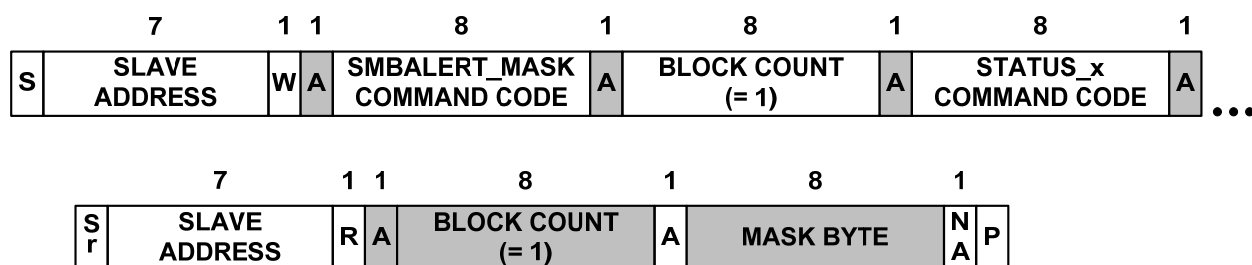 7 1 1 8 1 8 1 8 1
S SLAVE ADDRESS W A SMBALERT_MASK COMMAND CODE A BLOCK COUNT (= 1) A STATUS_x COMMAND CODE A ...
7 1 1 8 1 8 1
Sr SLAVE ADDRESS R A BLOCK COUNT (= 1) A MASK BYTE NA P